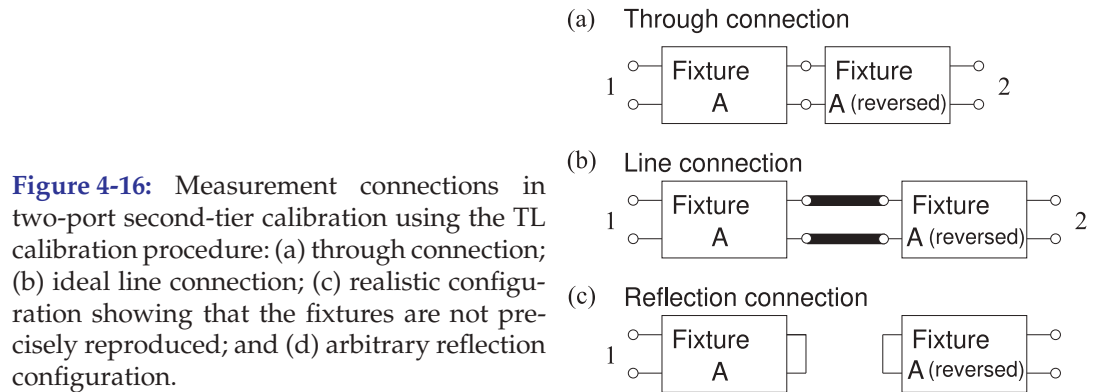 Figure 4-16: Measurement connections in
two-port second-tier calibration using the TL
calibration procedure: (a) through connection;
(b) ideal line connection; (c) realistic configu-
ration showing that the fixtures are not pre-
cisely reproduced; and (d) arbitrary reflection
configuration.
(a) Through connection
1
Fixture
A
Fixture
A (reversed)
2
(b) Line connection
1
Fixture
A
Fixture
A (reversed)
2
(c) Reflection connection
1
Fixture
A
Fixture
A (reversed)